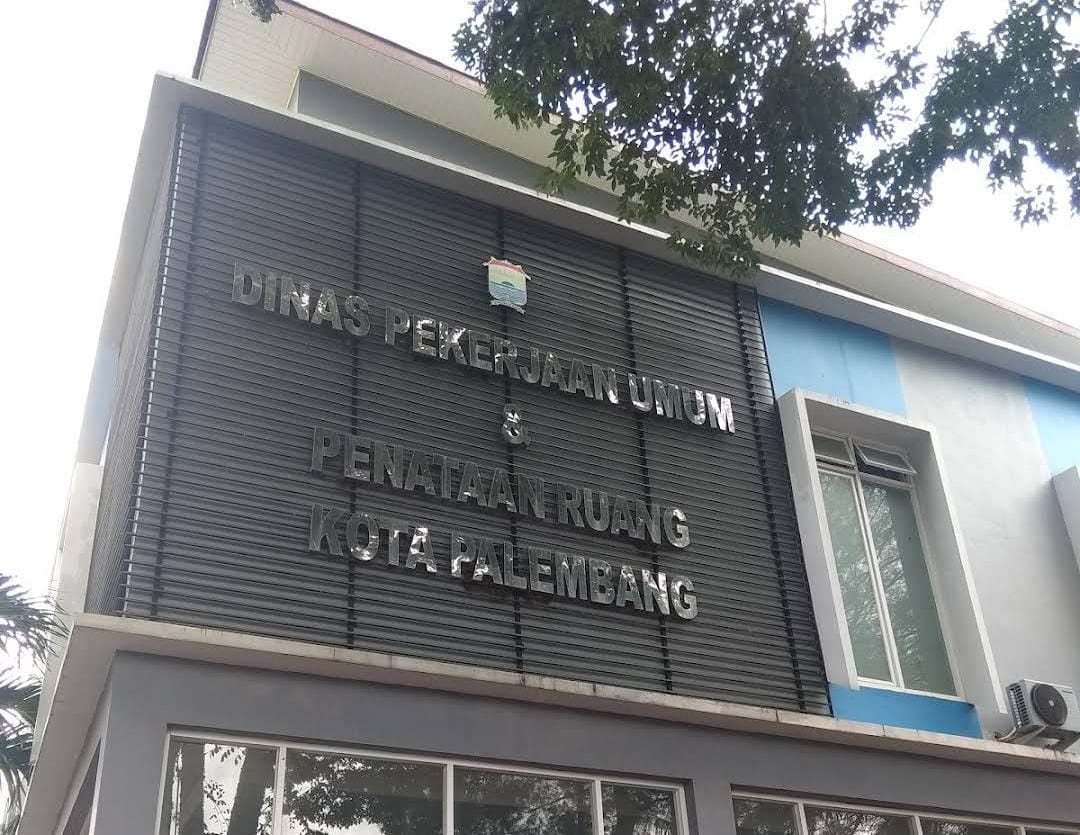 DINAS PEKERJAAN UMUM
&
PENATAAN RUANG
KOTA PALEMBANG